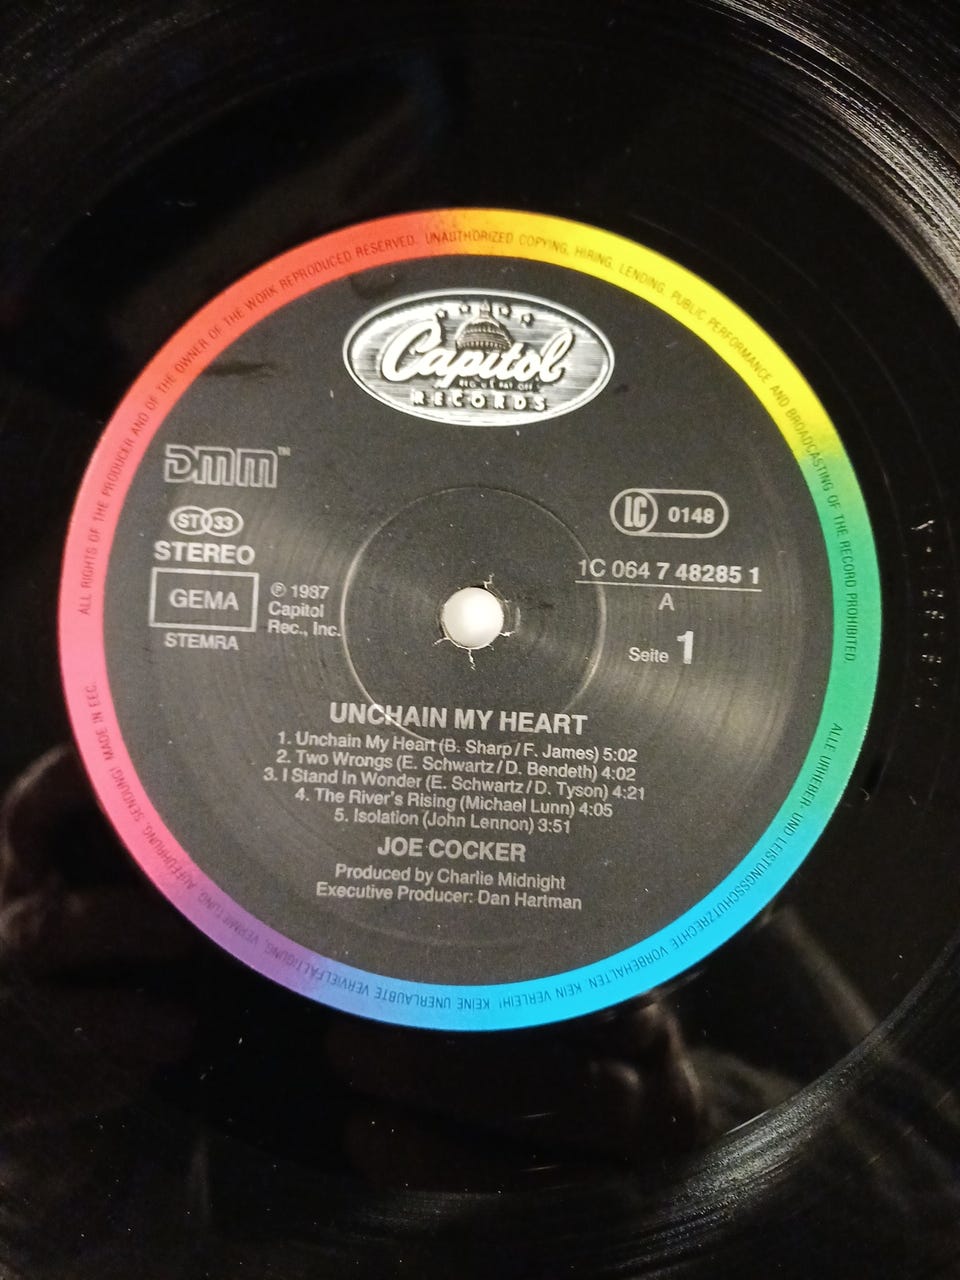 ALL RIGHTS OF THE PRODUCER AND OF THE OWNER OF THE WORK REPRODUCED RESERVED. UNAUTHORIZED COPYING, HIRING, LENDING, PUBLIC PERFORMANCE AND BROADCASTING OF THE RECORD PROHIBITED.
Capitol
REG. U.S. PAT. OFF.
RECORDS
DMM™
LC 0148
ST 33
STEREO
GEMA
STEMRA
℗ 1987
Capitol
Rec., Inc.
1C 064 7 48285 1
A
Seite 1
UNCHAIN MY HEART
1. Unchain My Heart (B. Sharp/F. James) 5:02
2. Two Wrongs (E. Schwartz/D. Bendeth) 4:02
3. I Stand In Wonder (E. Schwartz/D. Tyson) 4:21
4. The River's Rising (Michael Lunn) 4:05
5. Isolation (John Lennon) 3:51
JOE COCKER
Produced by Charlie Midnight
Executive Producer: Dan Hartman
ALLE URHEBER- UND LEISTUNGSSCHUTZRECHTE VORBEHALTEN. KEIN VERLEIH! KEINE UNERLAUBTE VERVIELFÄLTIGUNG, VERMIETUNG, AUFFÜHRUNG, SENDUNG! MADE IN EEC.